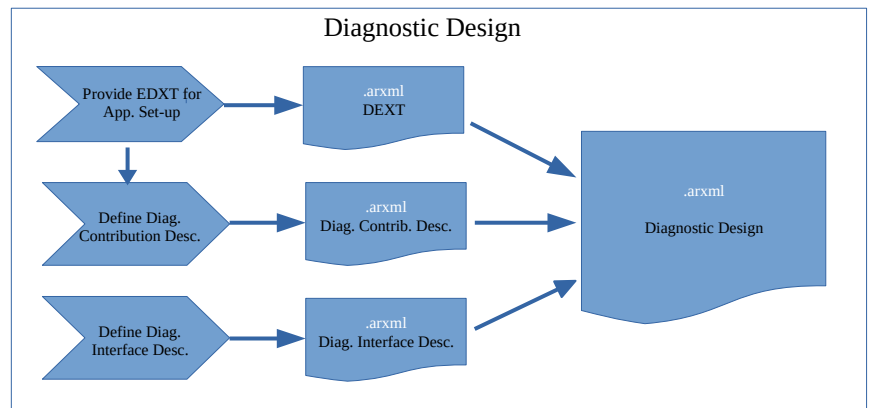 Diagnostic Design
Provide EDXT for
App. Set-up
.arxml
DEXT
Define Diag.
Contribution Desc.
.arxml
Diag. Contrib. Desc.
.arxml
Diagnostic Design
Define Diag.
Interface Desc.
.arxml
Diag. Interface Desc.